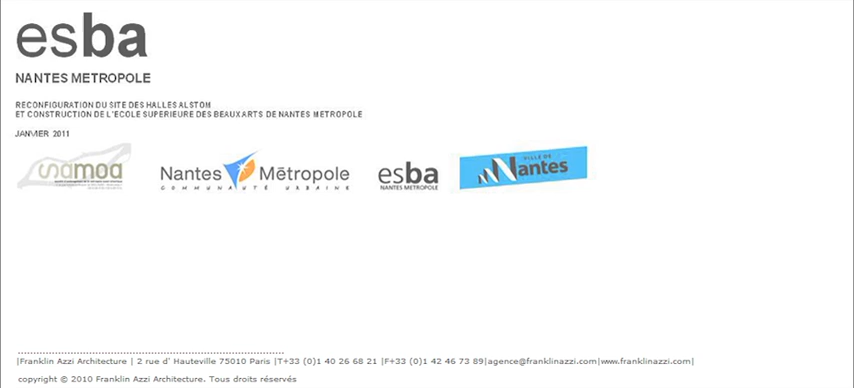 esba
NANTES METROPOLE
RECONFIGURATION DU SITE DES HALLES ALSTOM
ET CONSTRUCTION DE L'ECOLE SUPERIEURE DES BEAUX ARTS DE NANTES METROPOLE
JANVIER 2011
samoa
Nantes Métropole
COMMUNAUTÉ URBAINE
esba
NANTES METROPOLE
VILLE DE
Nantes
|Franklin Azzi Architecture | 2 rue d' Hauteville 75010 Paris |T+33 (0)1 40 26 68 21 |F+33 (0)1 42 46 73 89|agence@franklinazzi.com|www.franklinazzi.com|
copyright © 2010 Franklin Azzi Architecture. Tous droits réservés